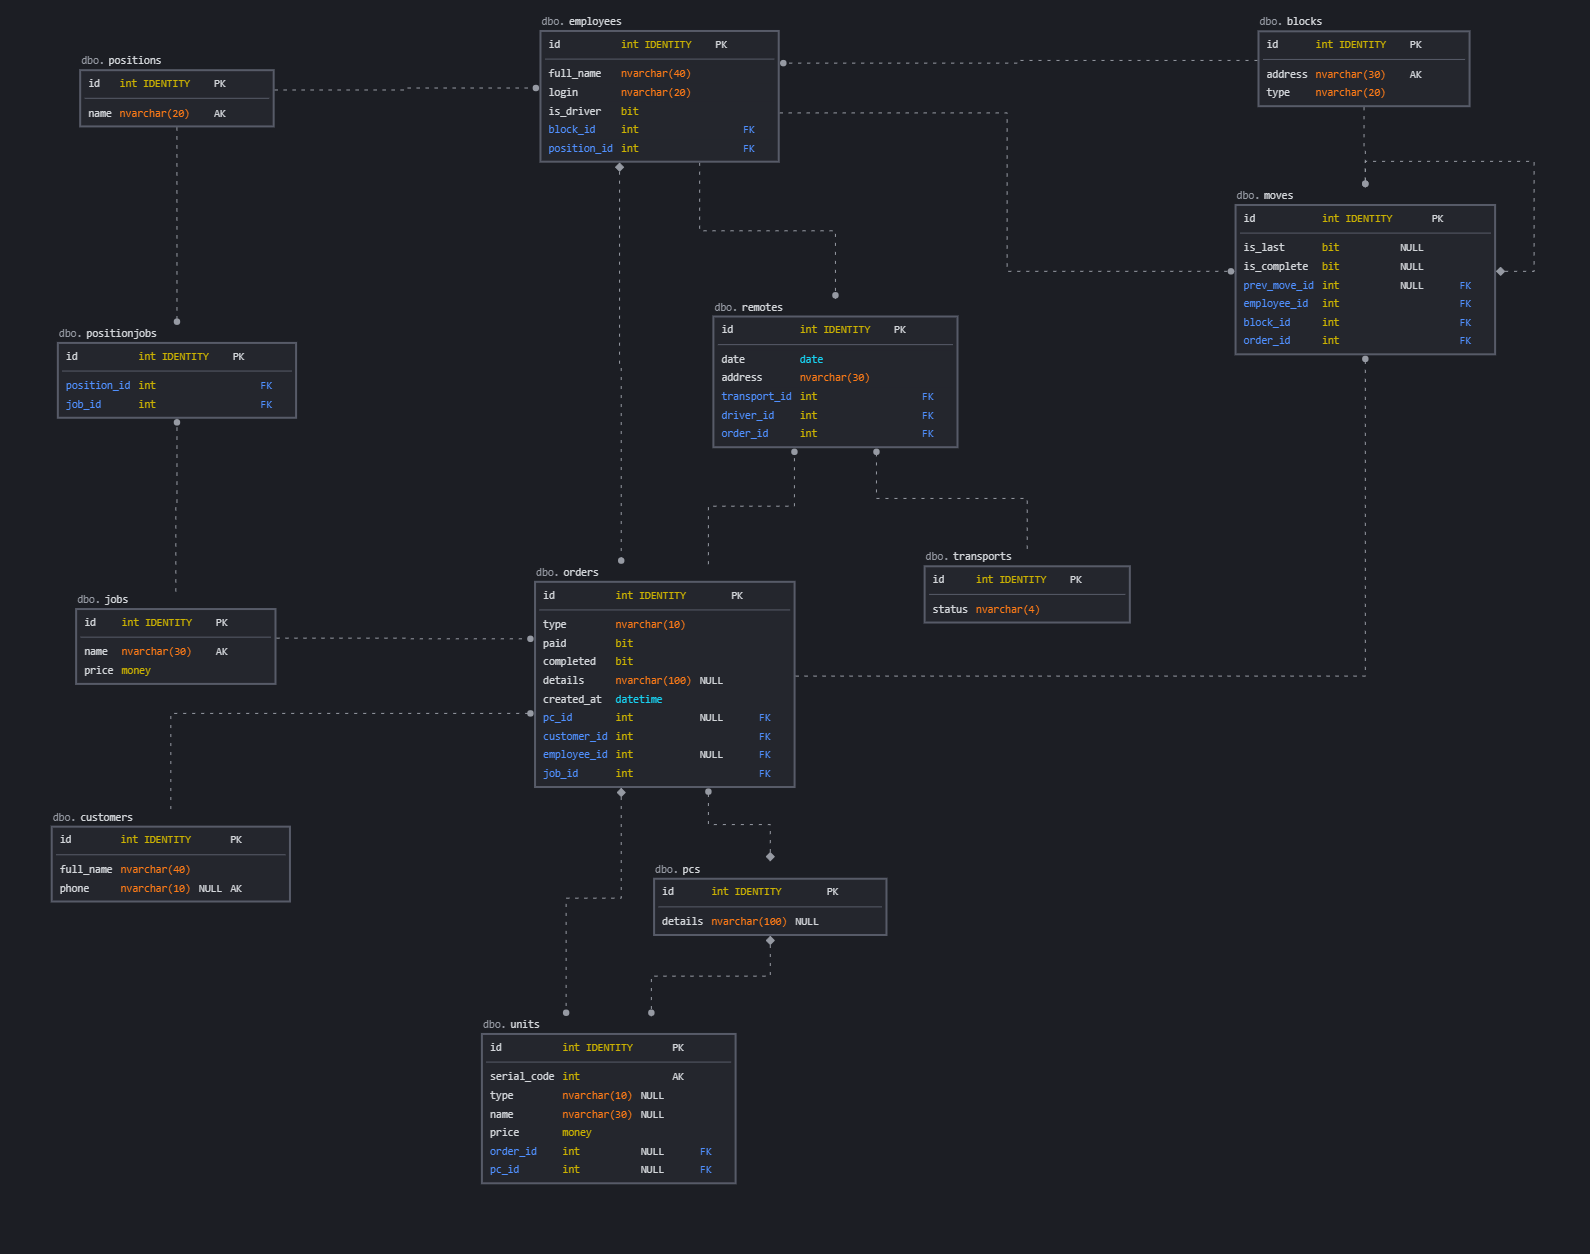 dbo. employees
id int IDENTITY PK
full_name nvarchar(40)
login nvarchar(20)
is_driver bit
block_id int FK
position_id int FK
dbo. blocks
id int IDENTITY PK
address nvarchar(30) AK
type nvarchar(20)
dbo. positions
id int IDENTITY PK
name nvarchar(20) AK
dbo. moves
id int IDENTITY PK
is_last bit NULL
is_complete bit NULL
prev_move_id int NULL FK
employee_id int FK
block_id int FK
order_id int FK
dbo. remotes
id int IDENTITY PK
date date
address nvarchar(30)
transport_id int FK
driver_id int FK
order_id int FK
dbo. positionjobs
id int IDENTITY PK
position_id int FK
job_id int FK
dbo. transports
id int IDENTITY PK
status nvarchar(4)
dbo. orders
id int IDENTITY PK
type nvarchar(10)
paid bit
completed bit
details nvarchar(100) NULL
created_at datetime
pc_id int NULL FK
customer_id int FK
employee_id int NULL FK
job_id int FK
dbo. jobs
id int IDENTITY PK
name nvarchar(30) AK
price money
dbo. customers
id int IDENTITY PK
full_name nvarchar(40)
phone nvarchar(10) NULL AK
dbo. pcs
id int IDENTITY PK
details nvarchar(100) NULL
dbo. units
id int IDENTITY PK
serial_code int AK
type nvarchar(10) NULL
name nvarchar(30) NULL
price money
order_id int NULL FK
pc_id int NULL FK